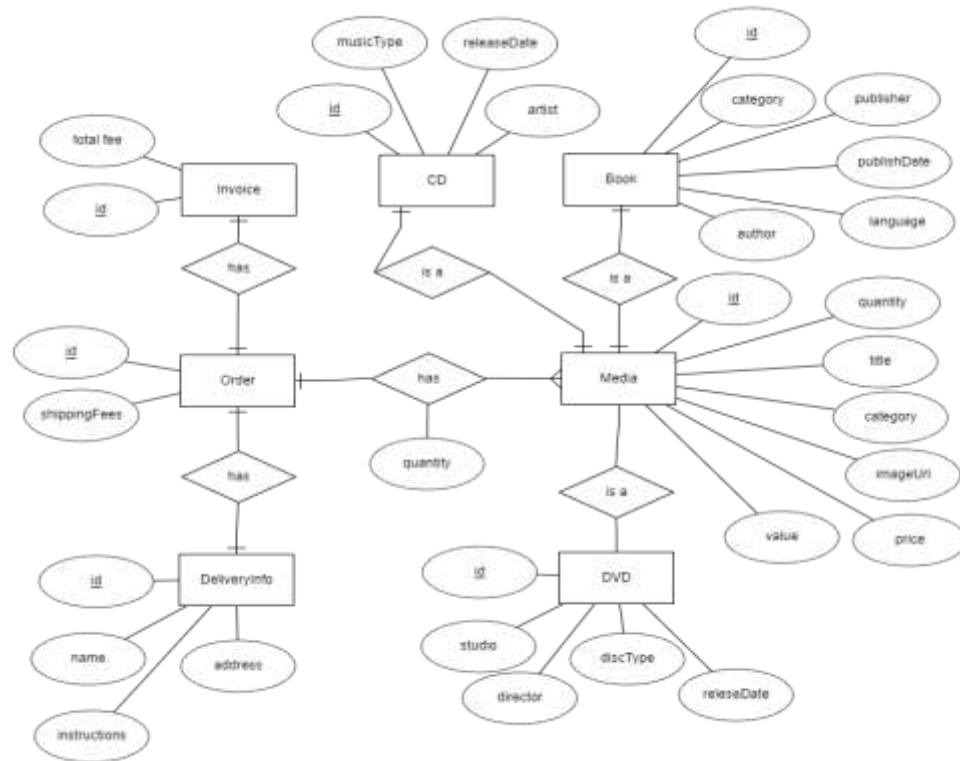 id
musicType
releaseDate
category
publisher
id
artist
total fee
CD
Book
publishDate
Invoice
id
language
author
has
is a
is a
id
quantity
id
title
Order
has
Media
shippingFees
category
quantity
has
imageUrl
is a
value
price
id
DeliveryInfo
id
DVD
name
address
studio
discType
director
releseDate
instructions